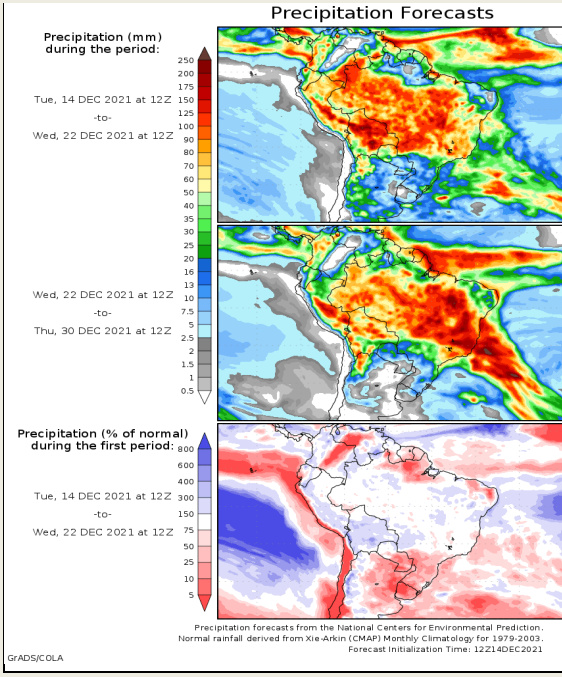 Precipitation Forecasts
Precipitation (mm)
during the period:
Tue, 14 DEC 2021 at 12Z
-to-
Wed, 22 DEC 2021 at 12Z
250
200
175
150
125
100
90
80
70
60
50
40
35
30
25
20
16
13
10
7.5
5
2.5
2
1.5
1
0.5
Wed, 22 DEC 2021 at 12Z
-to-
Thu, 30 DEC 2021 at 12Z
Precipitation (% of normal)
during the first period:
Tue, 14 DEC 2021 at 12Z
-to-
Wed, 22 DEC 2021 at 12Z
800
600
400
300
150
75
50
25
10
5
Precipitation forecasts from the National Centers for Environmental Prediction.
Normal rainfall derived from Xie-Arkin (CMAP) Monthly Climatology for 1979-2003.
Forecast Initialization Time: 12Z14DEC2021
GrADS/COLA